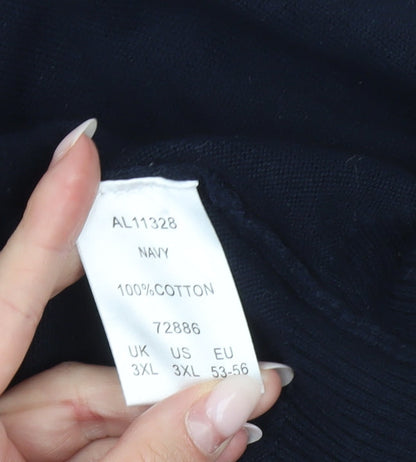 AL11328
NAVY
100%COTTON
72886
UK US EU
3XL 3XL 53-56